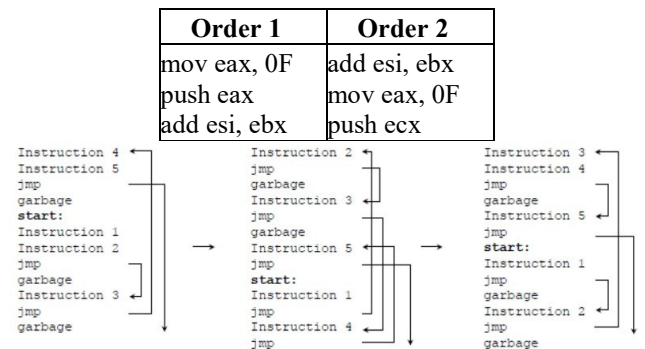 Order 1 Order 2
mov eax, 0F add esi, ebx
push eax mov eax, 0F
add esi, ebx push ecx
Instruction 4
Instruction 5
jmp
garbage
start:
Instruction 1
Instruction 2
jmp
garbage
Instruction 3
jmp
garbage
Instruction 2
jmp
garbage
Instruction 3
jmp
garbage
Instruction 5
jmp
start:
Instruction 1
jmp
Instruction 4
jmp
Instruction 3
Instruction 4
jmp
garbage
Instruction 5
jmp
start:
Instruction 1
jmp
garbage
Instruction 2
jmp
garbage